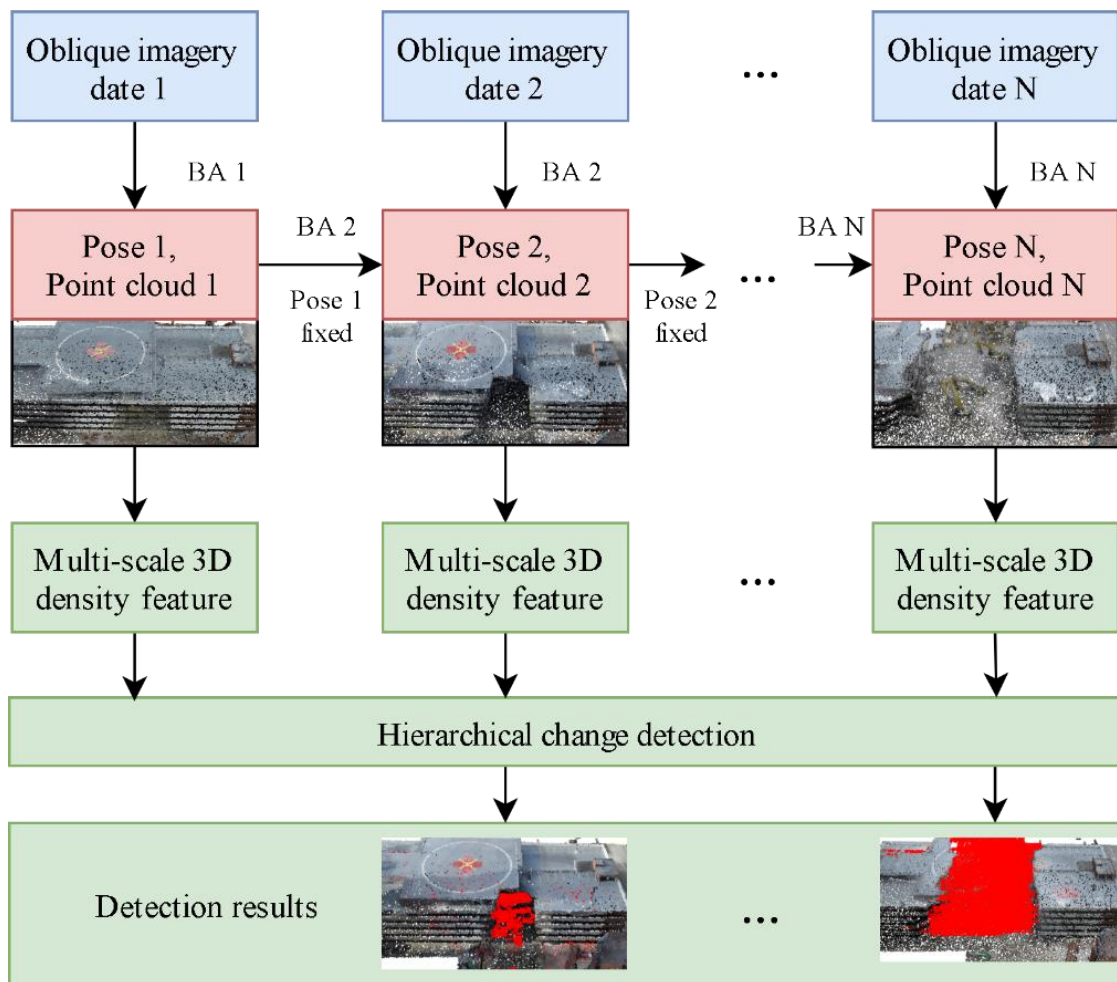 Oblique imagery
date 1
Oblique imagery
date 2
...
Oblique imagery
date N
BA 1
BA 2
BA N
Pose 1,
Point cloud 1
BA 2
Pose 1
fixed
Pose 2,
Point cloud 2
Pose 2
fixed
...
BA N
Pose N,
Point cloud N
Multi-scale 3D
density feature
Multi-scale 3D
density feature
...
Multi-scale 3D
density feature
Hierarchical change detection
Detection results
...